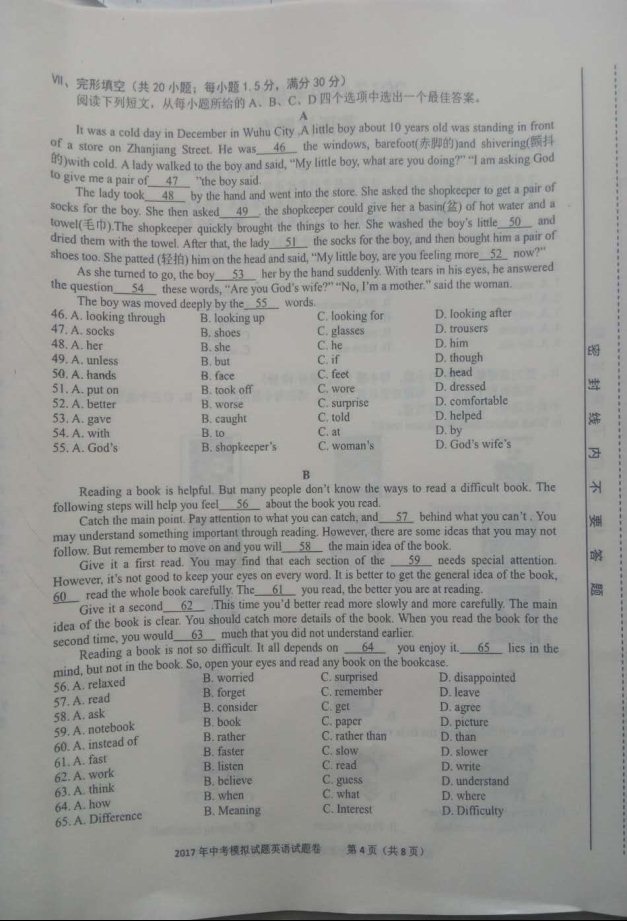 Ⅶ、完形填空（共 20 小题；每小题 1.5 分，满分 30 分）
阅读下列短文，从每小题所给的 A、B、C、D 四个选项中选出一个最佳答案。
A
It was a cold day in December in Wuhu City .A little boy about 10 years old was standing in front
of a store on Zhanjiang Street. He was 46 the windows, barefoot(赤脚的)and shivering(颤抖
的)with cold. A lady walked to the boy and said, “My little boy, what are you doing?” “I am asking God
to give me a pair of 47 ”the boy said.
The lady took 48 by the hand and went into the store. She asked the shopkeeper to get a pair of
socks for the boy. She then asked 49 the shopkeeper could give her a basin(盆) of hot water and a
towel(毛巾).The shopkeeper quickly brought the things to her. She washed the boy's little 50 and
dried them with the towel. After that, the lady 51 the socks for the boy, and then bought him a pair of
shoes too. She patted (轻拍) him on the head and said, “My little boy, are you feeling more 52 now?”
As she turned to go, the boy 53 her by the hand suddenly. With tears in his eyes, he answered
the question 54 these words, “Are you God's wife?” “No, I'm a mother.” said the woman.
The boy was moved deeply by the 55 words.
46. A. looking through B. looking up C. looking for D. looking after
47. A. socks B. shoes C. glasses D. trousers
48. A. her B. she C. he D. him
49. A. unless B. but C. if D. though
50. A. hands B. face C. feet D. head
51. A. put on B. took off C. wore D. dressed
52. A. better B. worse C. surprise D. comfortable
53. A. gave B. caught C. told D. helped
54. A. with B. to C. at D. by
55. A. God's B. shopkeeper's C. woman's D. God's wife's
B
Reading a book is helpful. But many people don't know the ways to read a difficult book. The
following steps will help you feel 56 about the book you read.
Catch the main point. Pay attention to what you can catch, and 57 behind what you can't . You
may understand something important through reading. However, there are some ideas that you may not
follow. But remember to move on and you will 58 the main idea of the book.
Give it a first read. You may find that each section of the 59 needs special attention.
However, it's not good to keep your eyes on every word. It is better to get the general idea of the book,
60 read the whole book carefully. The 61 you read, the better you are at reading.
Give it a second 62 .This time you'd better read more slowly and more carefully. The main
idea of the book is clear. You should catch more details of the book. When you read the book for the
second time, you would 63 much that you did not understand earlier.
Reading a book is not so difficult. It all depends on 64 you enjoy it. 65 lies in the
mind, but not in the book. So, open your eyes and read any book on the bookcase.
56. A. relaxed B. worried C. surprised D. disappointed
57. A. read B. forget C. remember D. leave
58. A. ask B. consider C. get D. agree
59. A. notebook B. book C. paper D. picture
60. A. instead of B. rather C. rather than D. than
61. A. fast B. faster C. slow D. slower
62. A. work B. listen C. read D. write
63. A. think B. believe C. guess D. understand
64. A. how B. when C. what D. where
65. A. Difference B. Meaning C. Interest D. Difficulty
2017 年中考模拟试题英语试题卷 第 4 页（共 8 页）
密
封
线
内
不
要
答
题